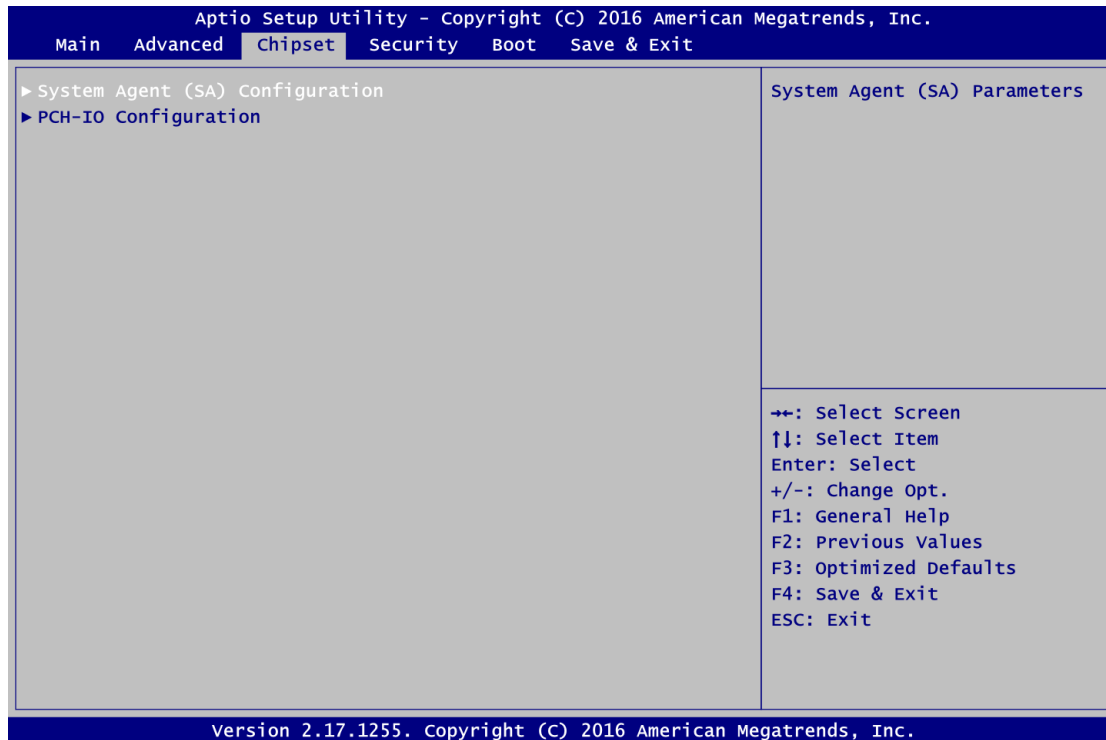 Aptio Setup Utility - Copyright (C) 2016 American Megatrends, Inc.
Main Advanced Chipset Security Boot Save & Exit
▶ System Agent (SA) Configuration
▶ PCH-IO Configuration
System Agent (SA) Parameters
→←: Select Screen
↑↓: Select Item
Enter: Select
+/-: Change Opt.
F1: General Help
F2: Previous Values
F3: Optimized Defaults
F4: Save & Exit
ESC: Exit
Version 2.17.1255. Copyright (C) 2016 American Megatrends, Inc.